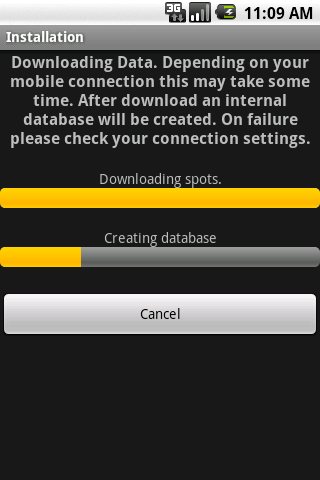 3G 11:09 AM
Installation
Downloading Data. Depending on your
mobile connection this may take some
time. After download an internal
database will be created. On failure
please check your connection settings.
Downloading spots.
Creating database
Cancel